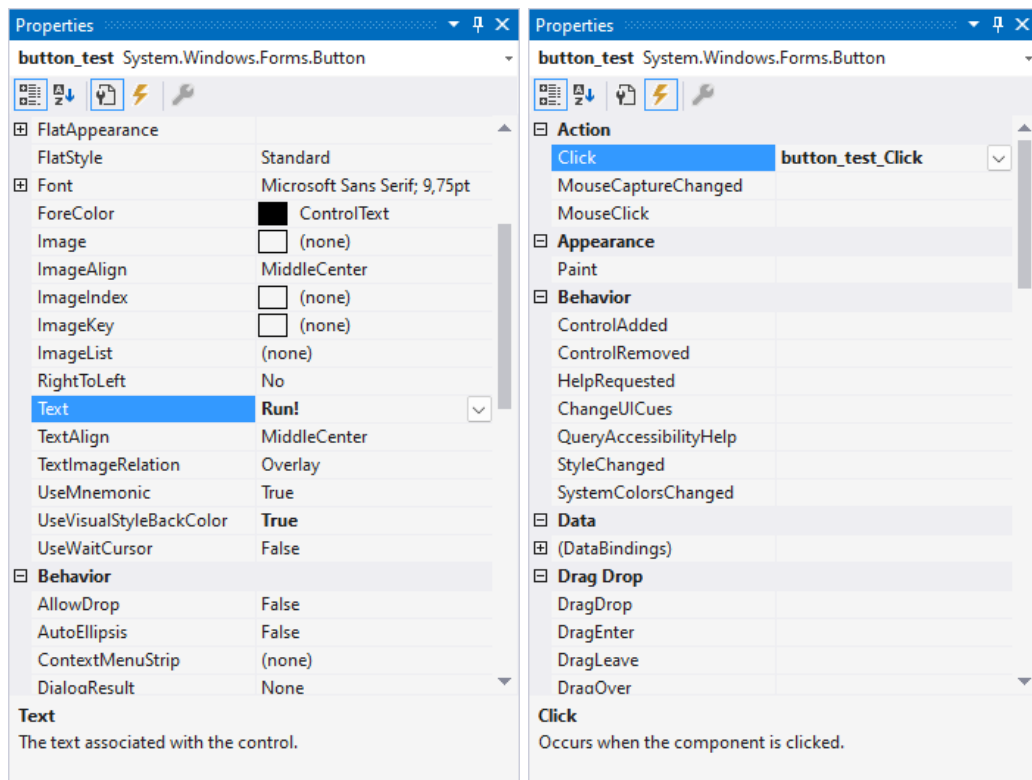 Properties
button_test System.Windows.Forms.Button
FlatAppearance
FlatStyle Standard
Font Microsoft Sans Serif; 9,75pt
ForeColor ControlText
Image (none)
ImageAlign MiddleCenter
ImageIndex (none)
ImageKey (none)
ImageList (none)
RightToLeft No
Text Run!
TextAlign MiddleCenter
TextImageRelation Overlay
UseMnemonic True
UseVisualStyleBackColor True
UseWaitCursor False
Behavior
AllowDrop False
AutoEllipsis False
ContextMenuStrip (none)
DialogResult None
Text
The text associated with the control.
Properties
button_test System.Windows.Forms.Button
Action
Click button_test_Click
MouseCaptureChanged
MouseClick
Appearance
Paint
Behavior
ControlAdded
ControlRemoved
HelpRequested
ChangeUICues
QueryAccessibilityHelp
StyleChanged
SystemColorsChanged
Data
(DataBindings)
Drag Drop
DragDrop
DragEnter
DragLeave
DragOver
Click
Occurs when the component is clicked.